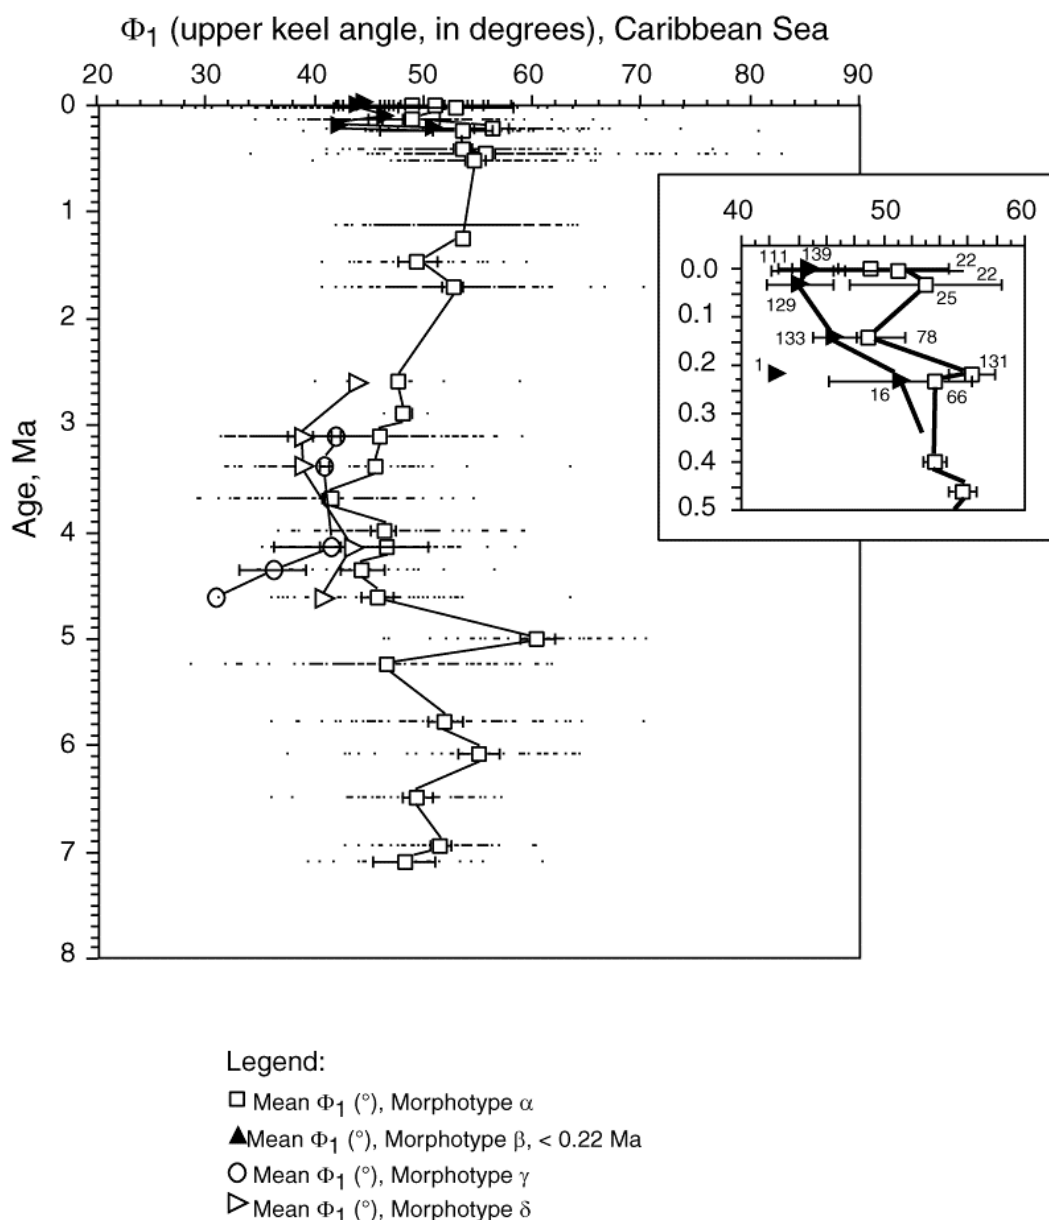 Φ1 (upper keel angle, in degrees), Caribbean Sea
20 30 40 50 60 70 80 90
0
1
2
3
4
5
6
7
8
Age, Ma
40 50 60
0.0
0.1
0.2
0.3
0.4
0.5
111 139 22
22
129 25
133 78
1 131
16 66
Legend:
Mean Φ1 (°), Morphotype α
Mean Φ1 (°), Morphotype β, < 0.22 Ma
Mean Φ1 (°), Morphotype γ
Mean Φ1 (°), Morphotype δ